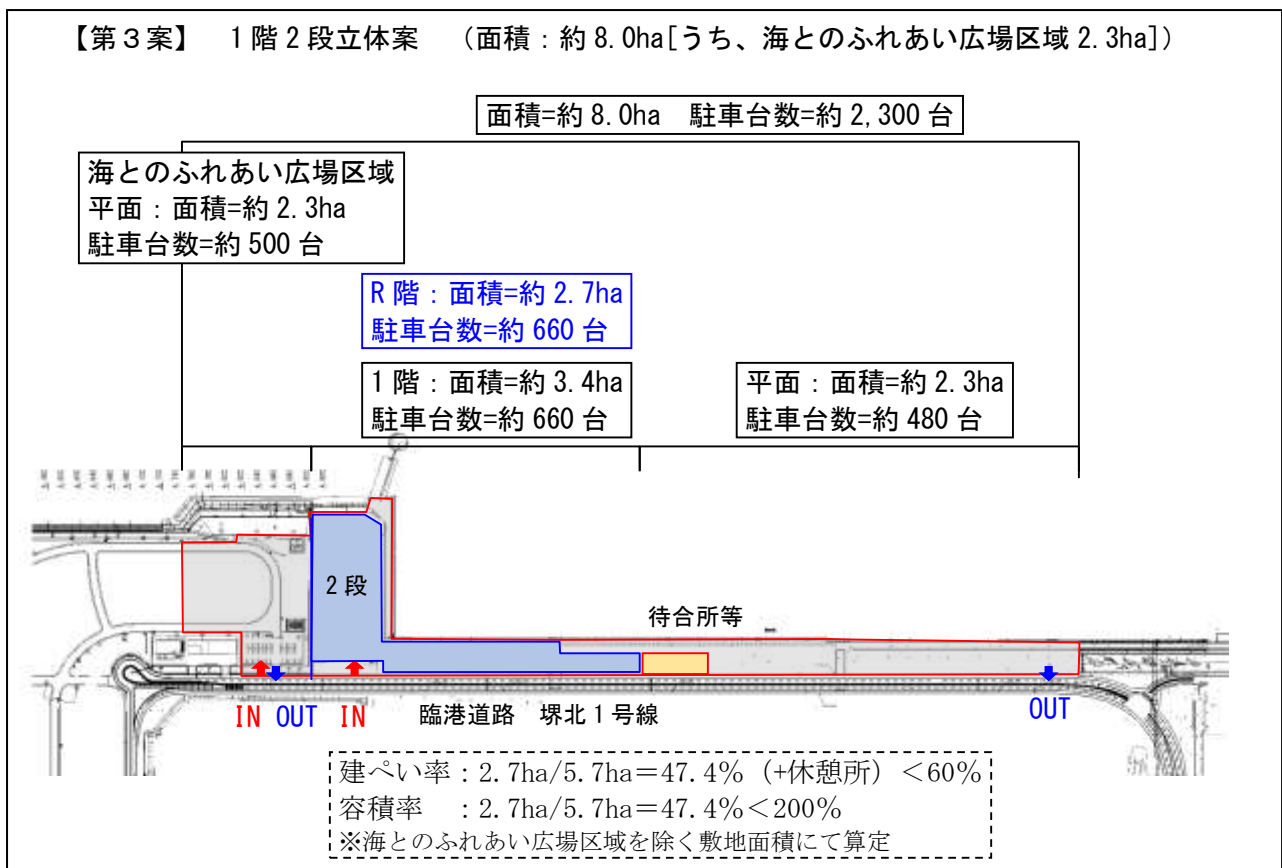 【第３案】　１階２段立体案　（面積：約 8.0ha[うち、海とのふれあい広場区域 2.3ha]）
面積=約 8.0ha　駐車台数=約 2,300 台
海とのふれあい広場区域
平面：面積=約 2.3ha
駐車台数=約 500 台
R 階：面積=約 2.7ha
駐車台数=約 660 台
1 階：面積=約 3.4ha
駐車台数=約 660 台
平面：面積=約 2.3ha
駐車台数=約 480 台
２段
待合所等
IN OUT IN
臨港道路　堺北１号線
OUT
建ぺい率：2.7ha/5.7ha＝47.4%（+休憩所）＜60%
容積率　：2.7ha/5.7ha＝47.4%＜200%
※海とのふれあい広場区域を除く敷地面積にて算定